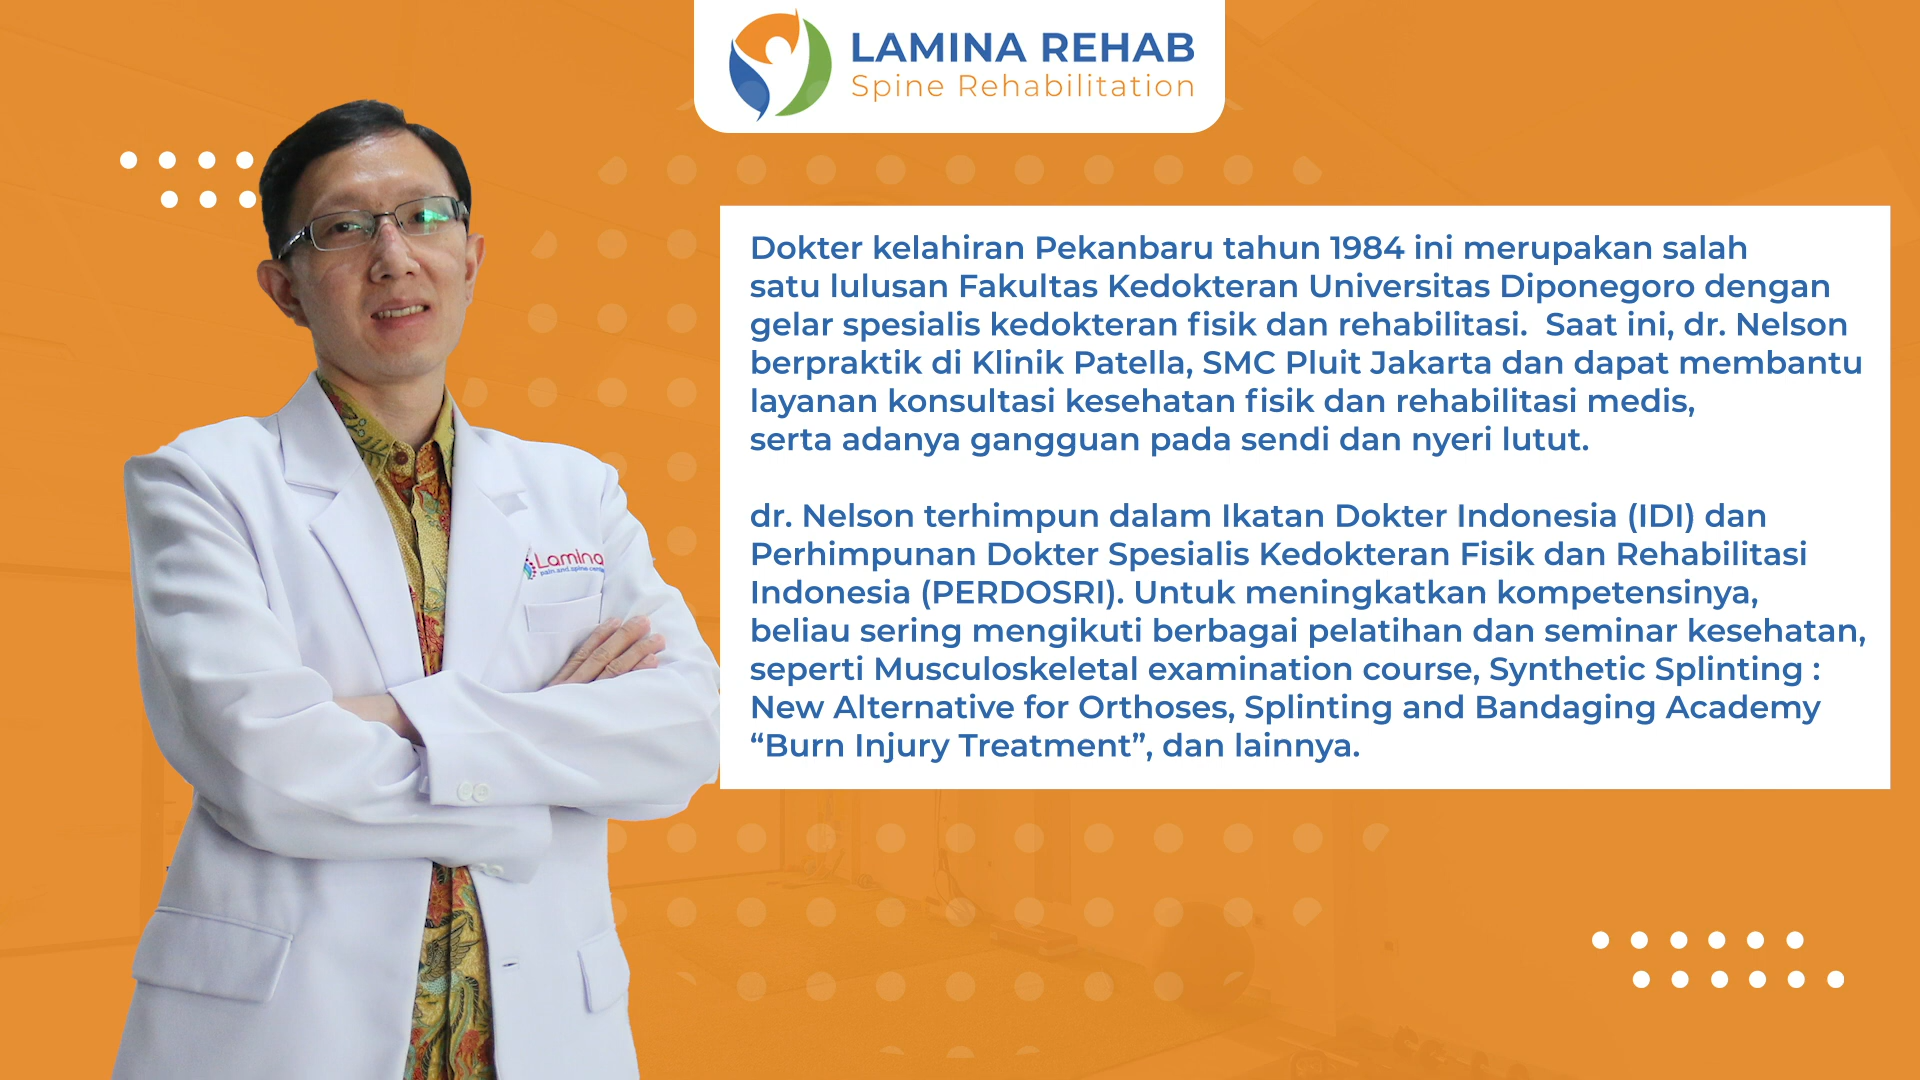 LAMINA REHAB
Spine Rehabilitation
Dokter kelahiran Pekanbaru tahun 1984 ini merupakan salah
satu lulusan Fakultas Kedokteran Universitas Diponegoro dengan
gelar spesialis kedokteran fisik dan rehabilitasi.  Saat ini, dr. Nelson
berpraktik di Klinik Patella, SMC Pluit Jakarta dan dapat membantu
layanan konsultasi kesehatan fisik dan rehabilitasi medis,
serta adanya gangguan pada sendi dan nyeri lutut.
dr. Nelson terhimpun dalam Ikatan Dokter Indonesia (IDI) dan
Perhimpunan Dokter Spesialis Kedokteran Fisik dan Rehabilitasi
Indonesia (PERDOSRI). Untuk meningkatkan kompetensinya,
beliau sering mengikuti berbagai pelatihan dan seminar kesehatan,
seperti Musculoskeletal examination course, Synthetic Splinting :
New Alternative for Orthoses, Splinting and Bandaging Academy
“Burn Injury Treatment”, dan lainnya.
Lamina
pain and spine center